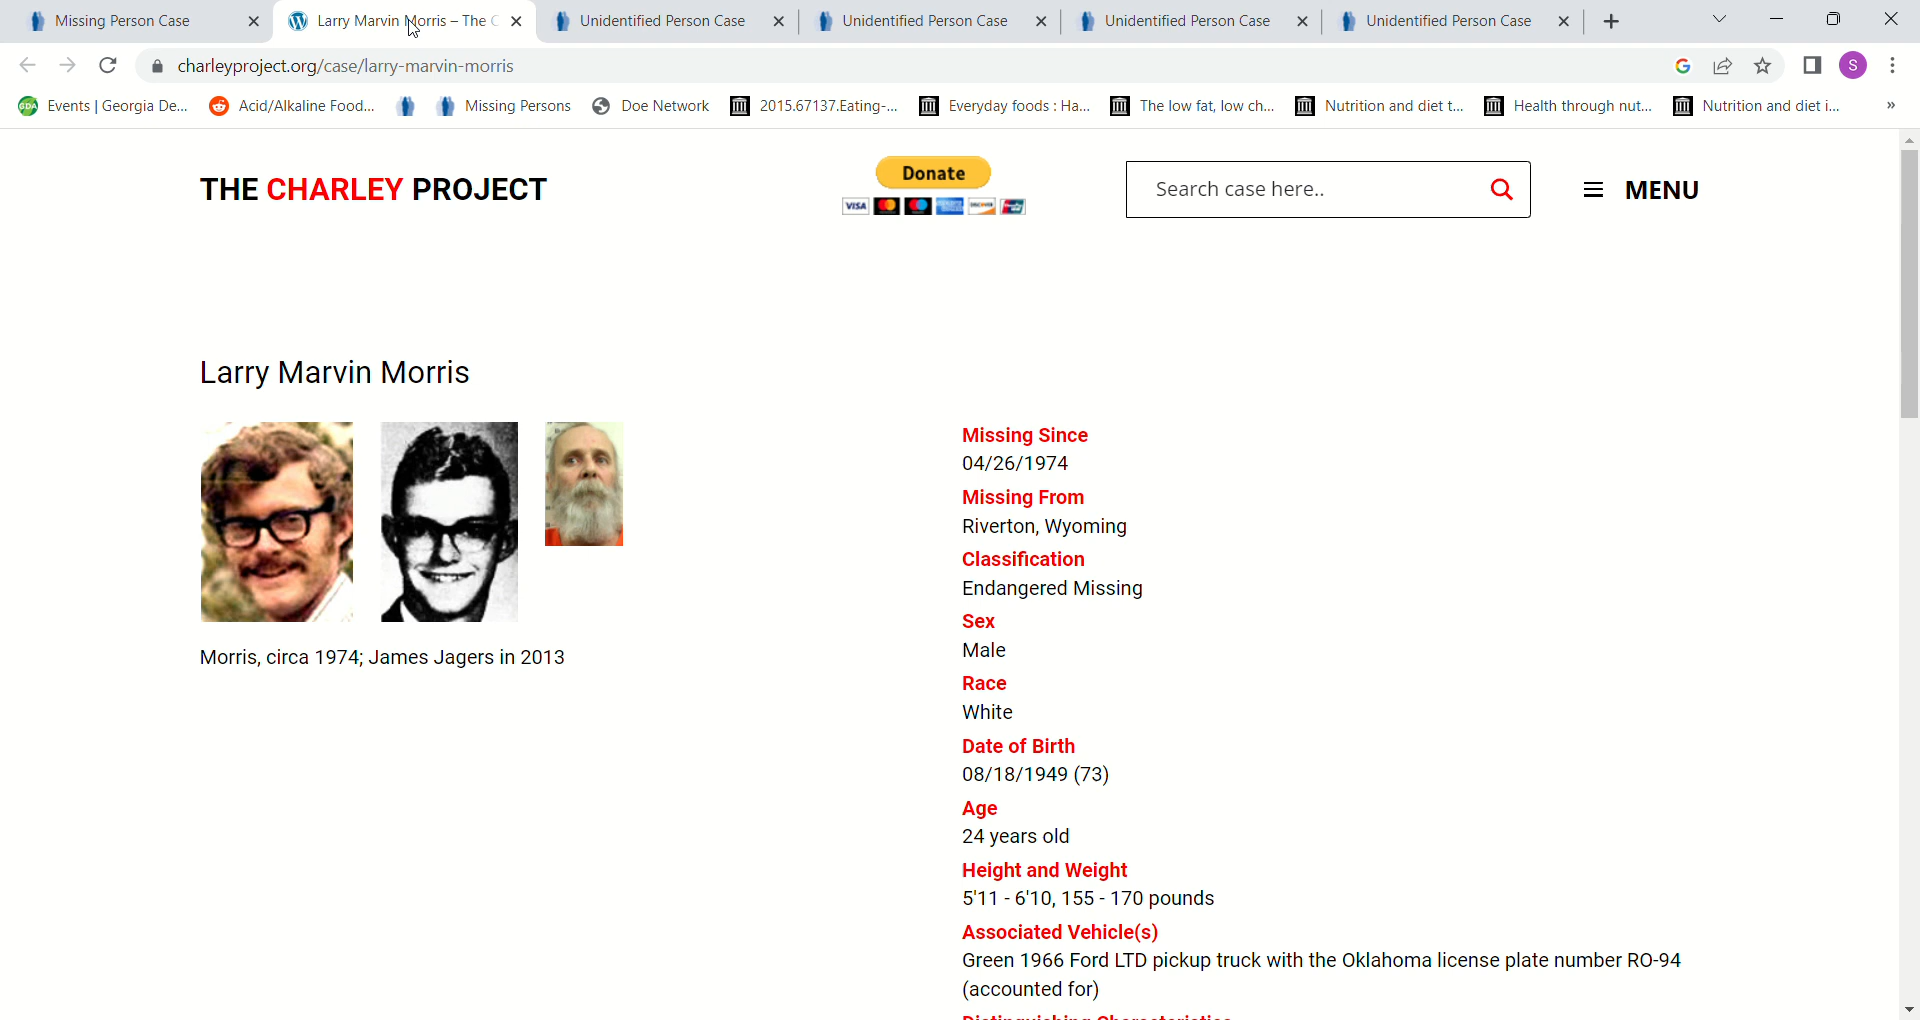 Missing Person Case
Larry Marvin Morris – The C
Unidentified Person Case
Unidentified Person Case
Unidentified Person Case
Unidentified Person Case
charleyproject.org/case/larry-marvin-morris
S
GDA
Events | Georgia De...
Acid/Alkaline Food...
Missing Persons
Doe Network
2015.67137.Eating-...
Everyday foods : Ha...
The low fat, low ch...
Nutrition and diet t...
Health through nut...
Nutrition and diet i...
»
THE CHARLEY PROJECT
Donate
VISA
Search case here..
MENU
Larry Marvin Morris
Morris, circa 1974; James Jagers in 2013
Missing Since
04/26/1974
Missing From
Riverton, Wyoming
Classification
Endangered Missing
Sex
Male
Race
White
Date of Birth
08/18/1949 (73)
Age
24 years old
Height and Weight
5'11 - 6'10, 155 - 170 pounds
Associated Vehicle(s)
Green 1966 Ford LTD pickup truck with the Oklahoma license plate number RO-94
(accounted for)